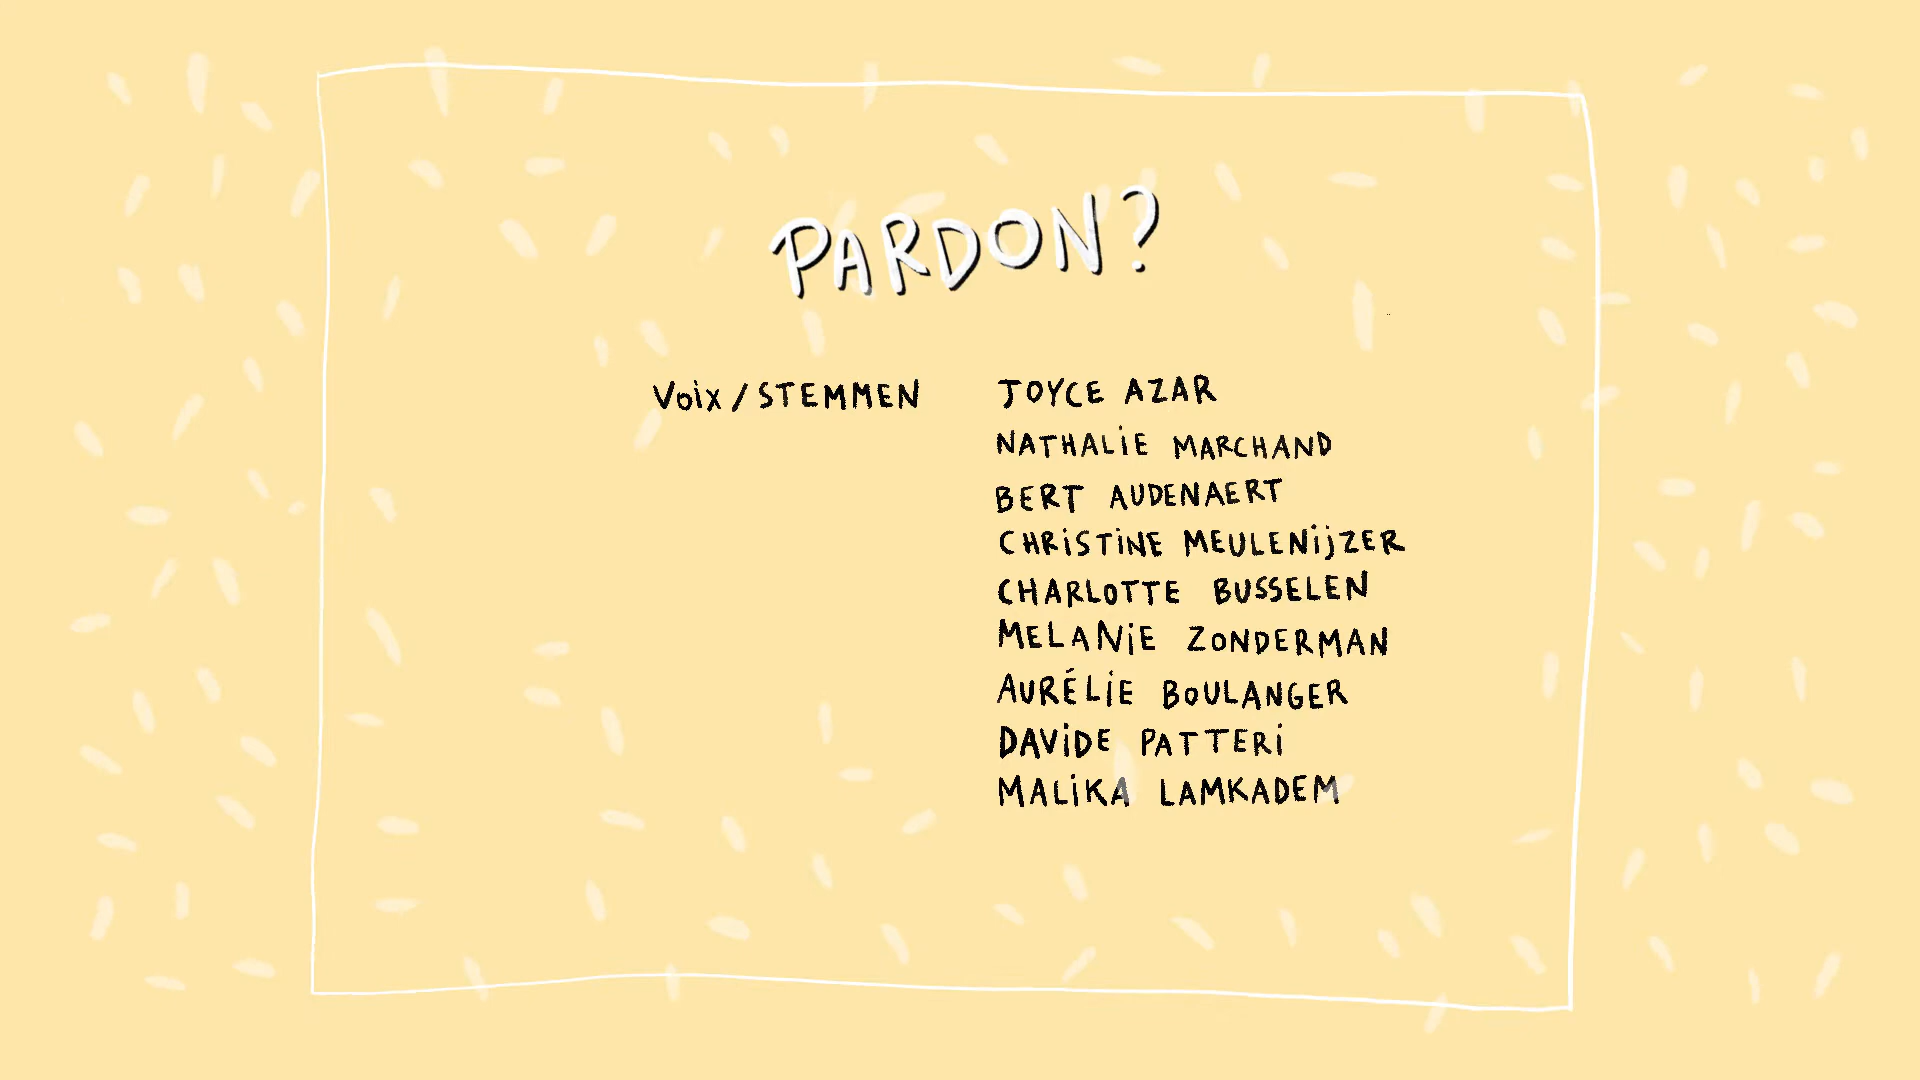 PARDON?
Voix / STEMMEN JOYCE AZAR
NATHALiE MARCHAND
BERT AUDENAERT
CHRiSTiNE MEULENijZER
CHARLOTTE BUSSELEN
MELANiE ZONDERMAN
AURÉLiE BOULANGER
DAViDE PATTERi
MALiKA LAMKADEM